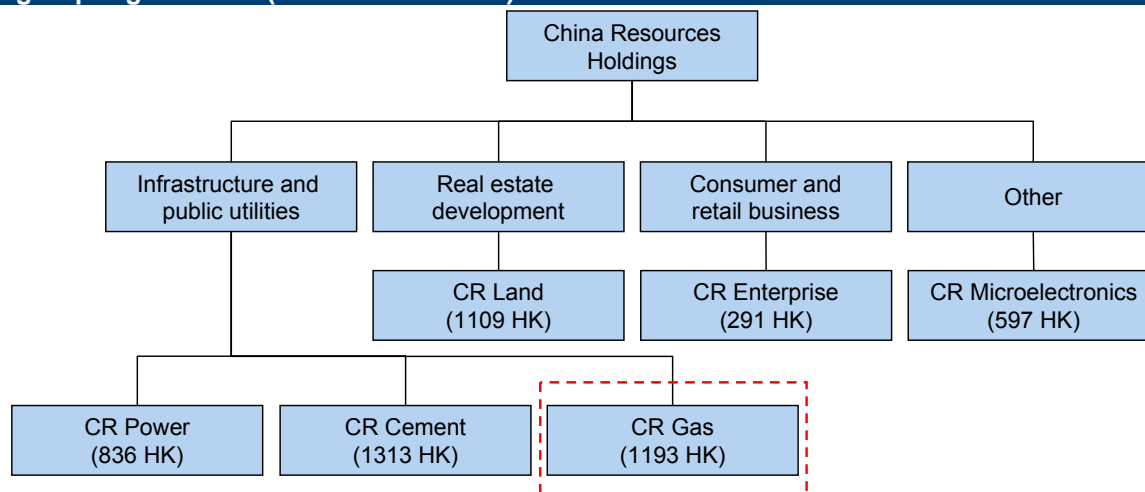 China Resources
Holdings
Infrastructure and
public utilities
Real estate
development
Consumer and
retail business
Other
CR Land
(1109 HK)
CR Enterprise
(291 HK)
CR Microelectronics
(597 HK)
CR Power
(836 HK)
CR Cement
(1313 HK)
CR Gas
(1193 HK)